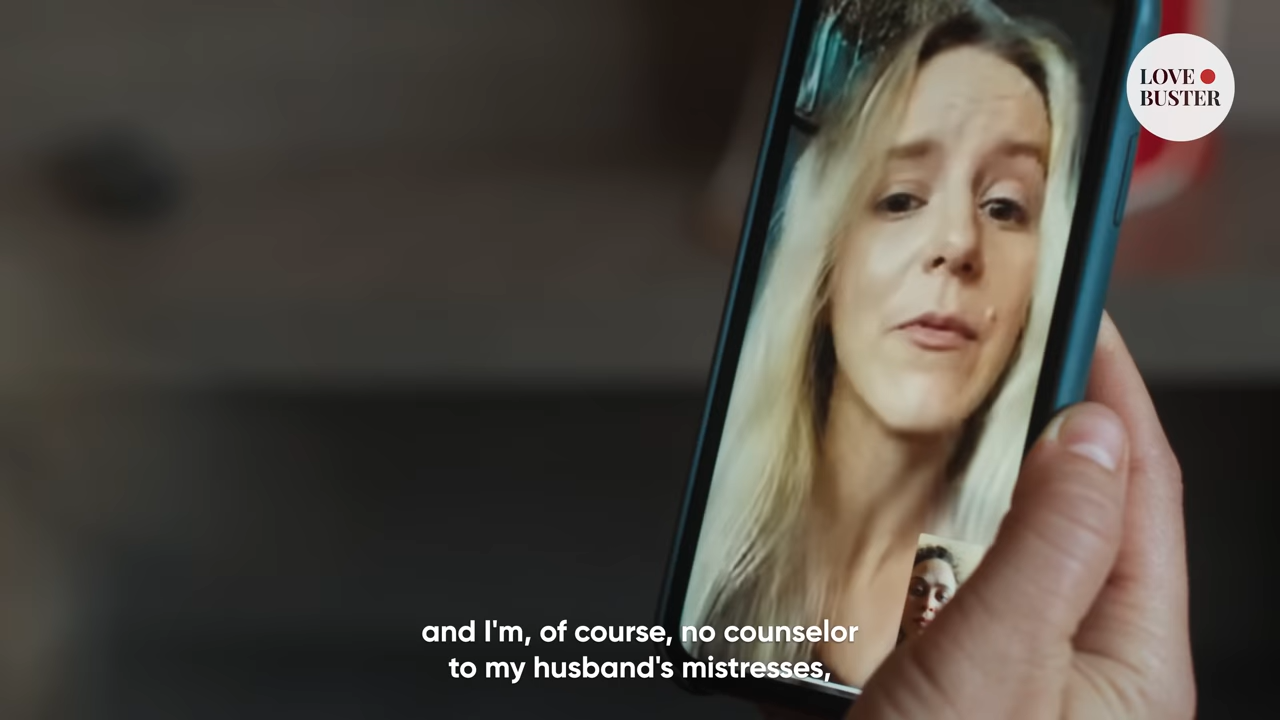 LOVE
BUSTER
and I'm, of course, no counselor
to my husband's mistresses,